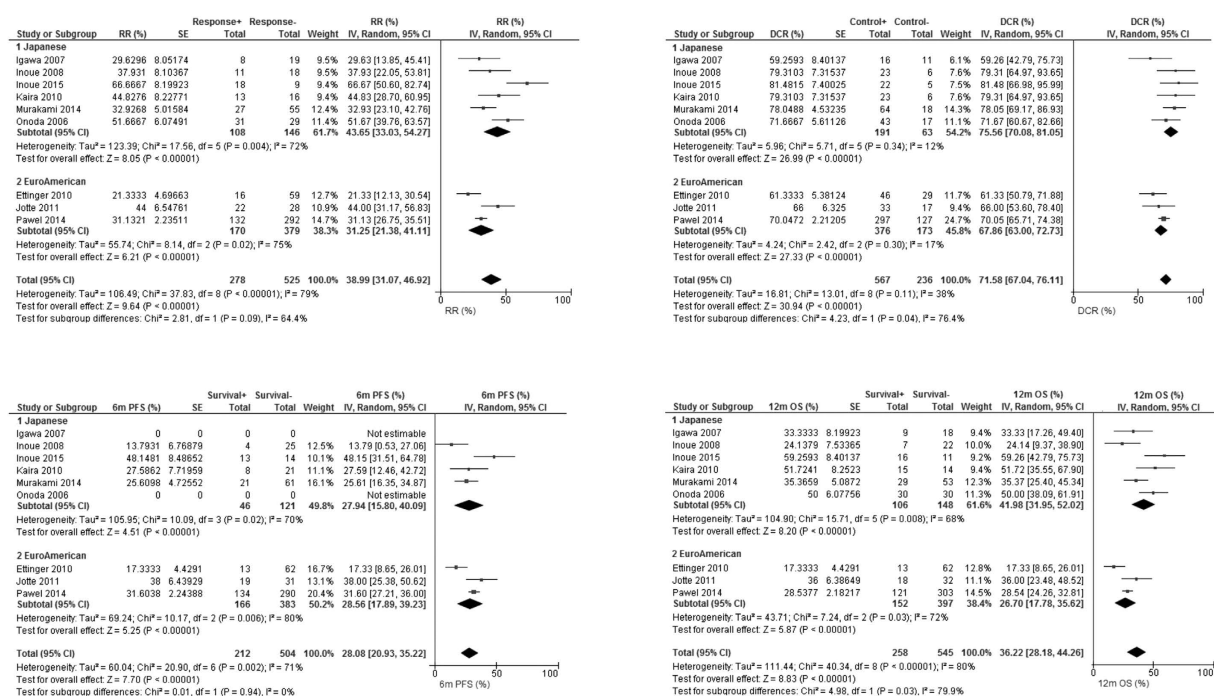 Response+ Response- RR (%) RR (%)
Study or Subgroup RR (%) SE Total Total Weight IV, Random, 95% CI IV, Random, 95% CI
1 Japanese
Igawa 2007 29.6296 8.05174 8 19 9.5% 29.63 [13.85, 45.41]
Inoue 2008 37.931 8.10367 11 18 9.5% 37.93 [22.05, 53.81]
Inoue 2015 66.6667 8.19923 18 9 9.4% 66.67 [50.60, 82.74]
Kaira 2010 44.8276 8.22771 13 16 9.4% 44.83 [28.70, 60.95]
Murakami 2014 32.9268 5.01584 27 55 12.4% 32.93 [23.10, 42.76]
Onoda 2006 51.6667 6.07491 31 29 11.5% 51.67 [39.76, 63.57]
Subtotal (95% CI) 108 146 61.7% 43.65 [33.03, 54.27]
Heterogeneity: Tau² = 123.39; Chi² = 17.56, df = 5 (P = 0.004); I² = 72%
Test for overall effect: Z = 8.05 (P < 0.00001)
2 EuroAmerican
Ettinger 2010 21.3333 4.69663 16 59 12.7% 21.33 [12.13, 30.54]
Jotte 2011 44 6.54761 22 28 10.9% 44.00 [31.17, 56.83]
Pawel 2014 31.1321 2.23511 132 292 14.7% 31.13 [26.75, 35.51]
Subtotal (95% CI) 170 379 38.3% 31.25 [21.38, 41.11]
Heterogeneity: Tau² = 55.74; Chi² = 8.14, df = 2 (P = 0.02); I² = 75%
Test for overall effect: Z = 6.21 (P < 0.00001)
Total (95% CI) 278 525 100.0% 38.99 [31.07, 46.92]
Heterogeneity: Tau² = 106.49; Chi² = 37.83, df = 8 (P < 0.00001); I² = 79%
Test for overall effect: Z = 9.64 (P < 0.00001)
Test for subgroup differences: Chi² = 2.81, df = 1 (P = 0.09), I² = 64.4%
0 50 100
RR (%)
Control+ Control- DCR (%) DCR (%)
Study or Subgroup DCR (%) SE Total Total Weight IV, Random, 95% CI IV, Random, 95% CI
1 Japanese
Igawa 2007 59.2593 8.40137 16 11 6.1% 59.26 [42.79, 75.73]
Inoue 2008 79.3103 7.31537 23 6 7.6% 79.31 [64.97, 93.65]
Inoue 2015 81.4815 7.40025 22 5 7.4% 81.48 [66.98, 95.99]
Kaira 2010 79.3103 7.31537 23 6 7.6% 79.31 [64.97, 93.65]
Murakami 2014 78.0488 4.53235 64 18 14.3% 78.05 [69.17, 86.93]
Onoda 2006 71.6667 5.61126 43 17 11.1% 71.67 [60.67, 82.66]
Subtotal (95% CI) 191 63 54.2% 75.56 [70.08, 81.05]
Heterogeneity: Tau² = 5.96; Chi² = 5.71, df = 5 (P = 0.34); I² = 12%
Test for overall effect: Z = 26.99 (P < 0.00001)
2 EuroAmerican
Ettinger 2010 61.3333 5.38124 46 29 11.7% 61.33 [50.79, 71.88]
Jotte 2011 66 6.325 33 17 9.4% 66.00 [53.60, 78.40]
Pawel 2014 70.0472 2.21205 297 127 24.7% 70.05 [65.71, 74.38]
Subtotal (95% CI) 376 173 45.8% 67.86 [63.00, 72.73]
Heterogeneity: Tau² = 4.24; Chi² = 2.42, df = 2 (P = 0.30); I² = 17%
Test for overall effect: Z = 27.33 (P < 0.00001)
Total (95% CI) 567 236 100.0% 71.58 [67.04, 76.11]
Heterogeneity: Tau² = 16.81; Chi² = 13.01, df = 8 (P = 0.11); I² = 38%
Test for overall effect: Z = 30.94 (P < 0.00001)
Test for subgroup differences: Chi² = 4.23, df = 1 (P = 0.04), I² = 76.4%
0 50 100
DCR (%)
Survival+ Survival- 6m PFS (%) 6m PFS (%)
Study or Subgroup 6m PFS (%) SE Total Total Weight IV, Random, 95% CI IV, Random, 95% CI
1 Japanese
Igawa 2007 0 0 0 0 Not estimable
Inoue 2008 13.7931 6.76879 4 25 12.5% 13.79 [0.53, 27.06]
Inoue 2015 48.1481 8.48652 13 14 10.1% 48.15 [31.51, 64.78]
Kaira 2010 27.5862 7.71959 8 21 11.1% 27.59 [12.46, 42.72]
Murakami 2014 25.6098 4.72552 21 61 16.1% 25.61 [16.35, 34.87]
Onoda 2006 0 0 0 0 Not estimable
Subtotal (95% CI) 46 121 49.8% 27.94 [15.80, 40.09]
Heterogeneity: Tau² = 105.95; Chi² = 10.09, df = 3 (P = 0.02); I² = 70%
Test for overall effect: Z = 4.51 (P < 0.00001)
2 EuroAmerican
Ettinger 2010 17.3333 4.4291 13 62 16.7% 17.33 [8.65, 26.01]
Jotte 2011 38 6.43929 19 31 13.1% 38.00 [25.38, 50.62]
Pawel 2014 31.6038 2.24388 134 290 20.4% 31.60 [27.21, 36.00]
Subtotal (95% CI) 166 383 50.2% 28.56 [17.89, 39.23]
Heterogeneity: Tau² = 69.24; Chi² = 10.17, df = 2 (P = 0.006); I² = 80%
Test for overall effect: Z = 5.25 (P < 0.00001)
Total (95% CI) 212 504 100.0% 28.08 [20.93, 35.22]
Heterogeneity: Tau² = 60.04; Chi² = 20.90, df = 6 (P = 0.002); I² = 71%
Test for overall effect: Z = 7.70 (P < 0.00001)
Test for subgroup differences: Chi² = 0.01, df = 1 (P = 0.94), I² = 0%
0 50 100
6m PFS (%)
Survival+ Survival- 12m OS (%) 12m OS (%)
Study or Subgroup 12m OS (%) SE Total Total Weight IV, Random, 95% CI IV, Random, 95% CI
1 Japanese
Igawa 2007 33.3333 8.19923 9 18 9.4% 33.33 [17.26, 49.40]
Inoue 2008 24.1379 7.53365 7 22 10.0% 24.14 [9.37, 38.90]
Inoue 2015 59.2593 8.40137 16 11 9.3% 59.26 [42.79, 75.73]
Kaira 2010 51.7241 8.2523 15 14 9.4% 51.72 [35.55, 67.90]
Murakami 2014 35.3659 5.0872 29 53 12.3% 35.37 [25.40, 45.34]
Onoda 2006 50 6.07756 30 30 11.3% 50.00 [38.09, 61.91]
Subtotal (95% CI) 106 148 61.6% 41.98 [31.95, 52.02]
Heterogeneity: Tau² = 104.90; Chi² = 15.71, df = 5 (P = 0.008); I² = 68%
Test for overall effect: Z = 8.20 (P < 0.00001)
2 EuroAmerican
Ettinger 2010 17.3333 4.4291 13 62 12.8% 17.33 [8.65, 26.01]
Jotte 2011 36 6.38649 18 32 11.1% 36.00 [23.48, 48.52]
Pawel 2014 28.5377 2.18217 121 303 14.5% 28.54 [24.26, 32.81]
Subtotal (95% CI) 152 397 38.4% 26.70 [17.78, 35.62]
Heterogeneity: Tau² = 43.71; Chi² = 7.24, df = 2 (P = 0.03); I² = 72%
Test for overall effect: Z = 5.87 (P < 0.00001)
Total (95% CI) 258 545 100.0% 36.22 [28.18, 44.26]
Heterogeneity: Tau² = 111.44; Chi² = 40.34, df = 8 (P < 0.00001); I² = 80%
Test for overall effect: Z = 8.83 (P < 0.00001)
Test for subgroup differences: Chi² = 4.98, df = 1 (P = 0.03), I² = 79.9%
0 50 100
12m OS (%)